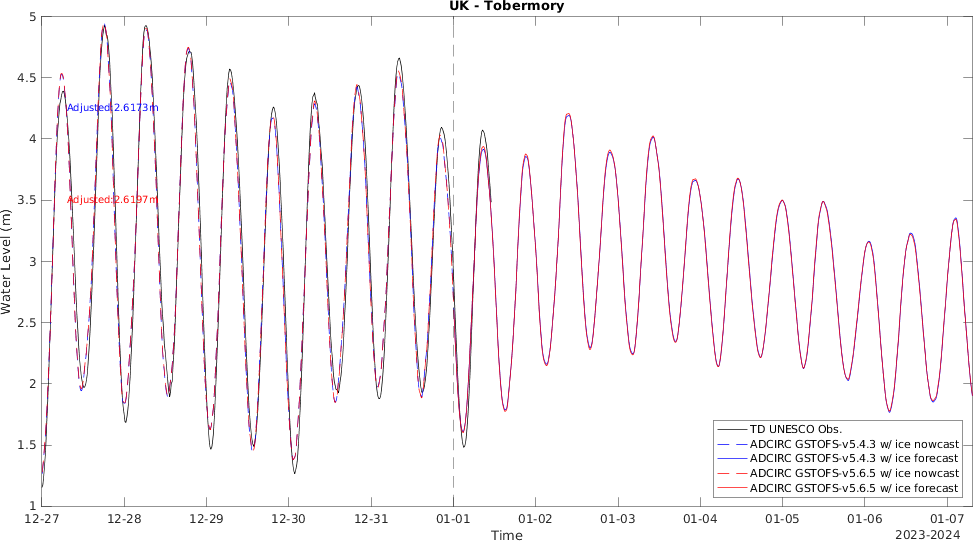 UK - Tobermory
5
4.5
4
3.5
3
2.5
2
1.5
1
Water Level (m)
Adjusted:2.6173m
Adjusted:2.6197m
TD UNESCO Obs.
ADCIRC GSTOFS-v5.4.3 w/ ice nowcast
ADCIRC GSTOFS-v5.4.3 w/ ice forecast
ADCIRC GSTOFS-v5.6.5 w/ ice nowcast
ADCIRC GSTOFS-v5.6.5 w/ ice forecast
12-27 12-28 12-29 12-30 12-31 01-01 01-02 01-03 01-04 01-05 01-06 01-07
Time
2023-2024